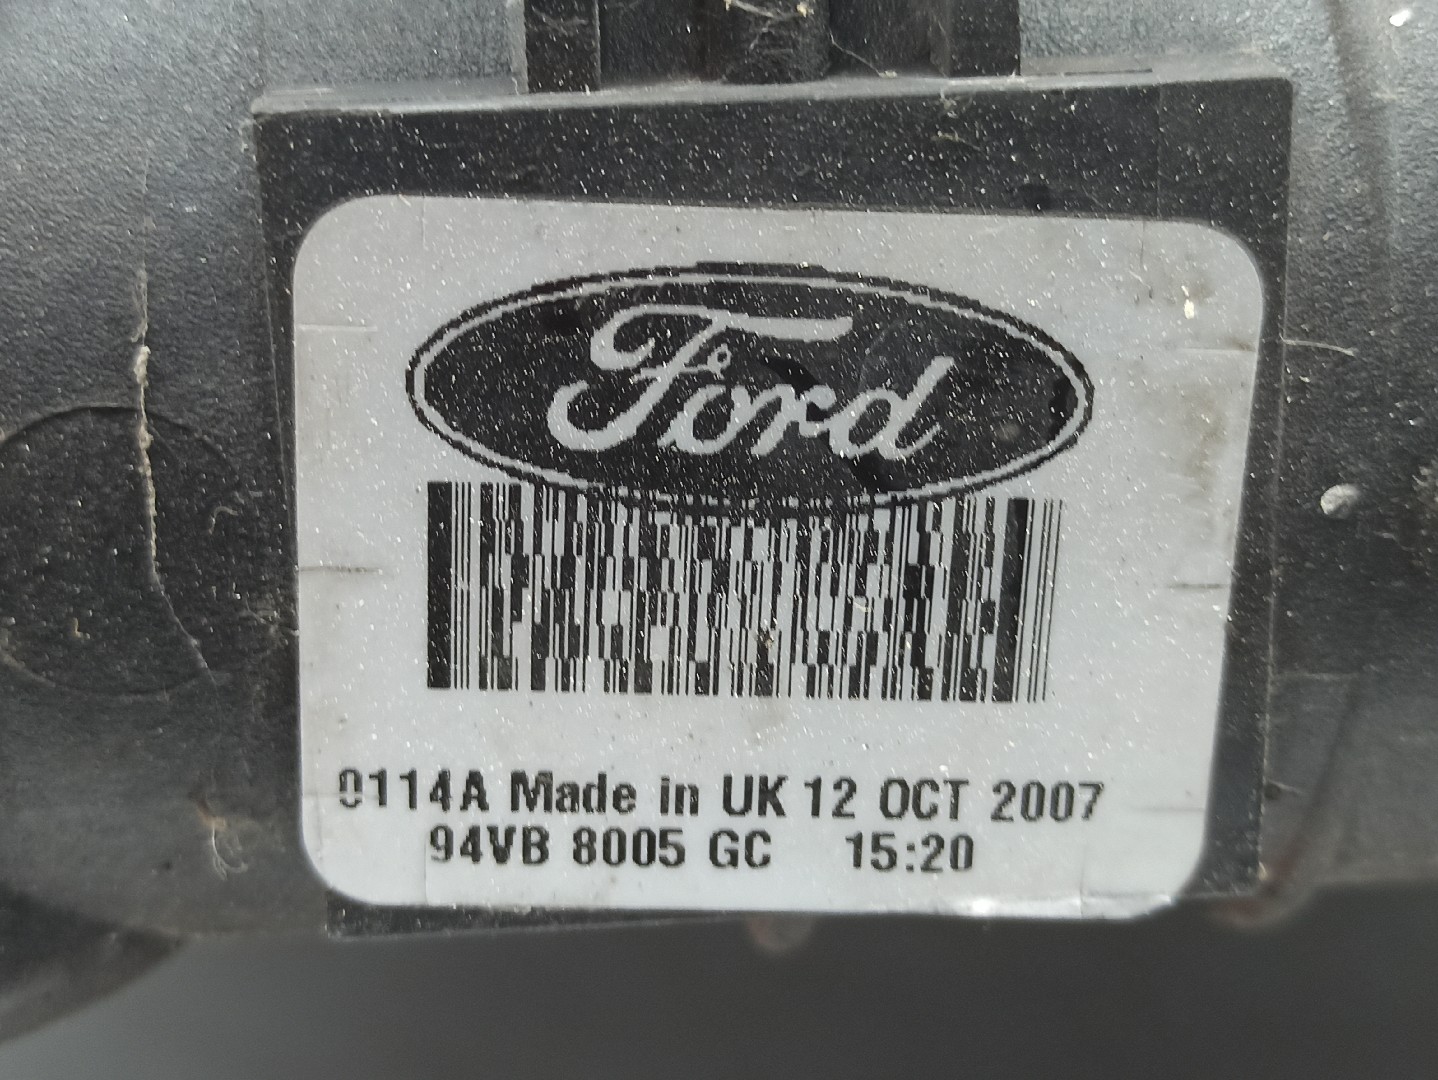 Ford
0114A Made in UK 12 OCT 2007
94VB 8005 GC 15:20